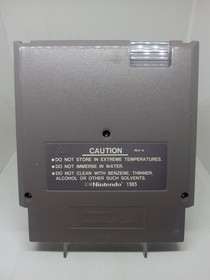 CAUTION REV-A
• DO NOT STORE IN EXTREME TEMPERATURES.
• DO NOT IMMERSE IN WATER.
• DO NOT CLEAN WITH BENZENE, THINNER,
ALCOHOL OR OTHER SUCH SOLVENTS.
Nintendo 1985